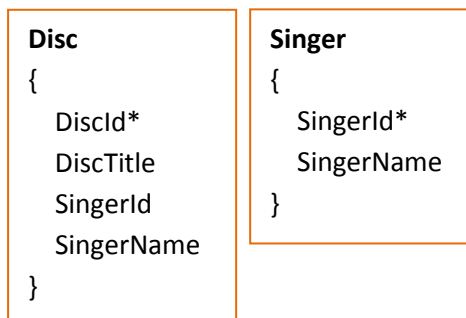 Disc
{
DiscId*
DiscTitle
SingerId
SingerName
}
Singer
{
SingerId*
SingerName
}